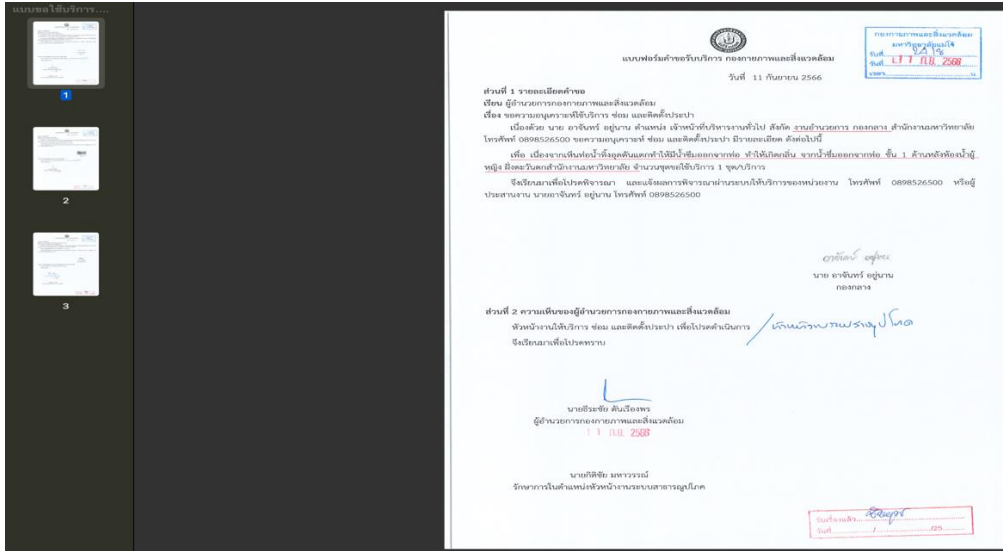 แบบขอใช้บริการ....
1
2
3
กองกายภาพและสิ่งแวดล้อม
มหาวิทยาลัยแม่โจ้
วันที่ 11 ก.ย. 2566
เวลา น.
แบบฟอร์มคำขอรับบริการ กองกายภาพและสิ่งแวดล้อม
วันที่ 11 กันยายน 2566
ส่วนที่ 1 รายละเอียดคำขอ
เรียน ผู้อำนวยการกองกายภาพและสิ่งแวดล้อม
เรื่อง ขอความอนุเคราะห์ใช้บริการ ซ่อม และติดตั้งประปา
เนื่องด้วย นาย อาจันทร์ อยู่นาน ตำแหน่ง เจ้าหน้าที่บริหารงานทั่วไป สังกัด งานอำนวยการ กองกลาง สำนักงานมหาวิทยาลัย
โทรศัพท์ 0898526500 ขอความอนุเคราะห์ ซ่อม และติดตั้งประปา มีรายละเอียด ดังต่อไปนี้
เพื่อ เนื่องจากเห็นท่อน้ำทิ้งอุดตันแตกทำให้มีน้ำซึมออกจากท่อ ทำให้เกิดกลิ่น จากน้ำซึมออกจากท่อ ชั้น 1 ด้านหลังห้องน้ำผู้
หญิง ฝั่งตะวันตกสำนักงานมหาวิทยาลัย จำนวนชุดขอใช้บริการ 1 ชุด/บริการ
จึงเรียนมาเพื่อโปรดพิจารณา และแจ้งผลการพิจารณาผ่านระบบให้บริการของหน่วยงาน โทรศัพท์ 0898526500 หรือผู้
ประสานงาน นายอาจันทร์ อยู่นาน โทรศัพท์ 0898526500
อาจันทร์ อยู่นาน
นาย อาจันทร์ อยู่นาน
กองกลาง
ส่วนที่ 2 ความเห็นของผู้อำนวยการกองกายภาพและสิ่งแวดล้อม
หัวหน้างานให้บริการ ซ่อม และติดตั้งประปา เพื่อโปรดดำเนินการ
จึงเรียนมาเพื่อโปรดทราบ
นายธีระชัย ตันเรืองพร
ผู้อำนวยการกองกายภาพและสิ่งแวดล้อม
11 ก.ย. 2566
นายกิติชัย มหาวรรณ์
รักษาการในตำแหน่งหัวหน้างานระบบสาธารณูปโภค
รับเรื่องแล้ว
วันที่ / /25